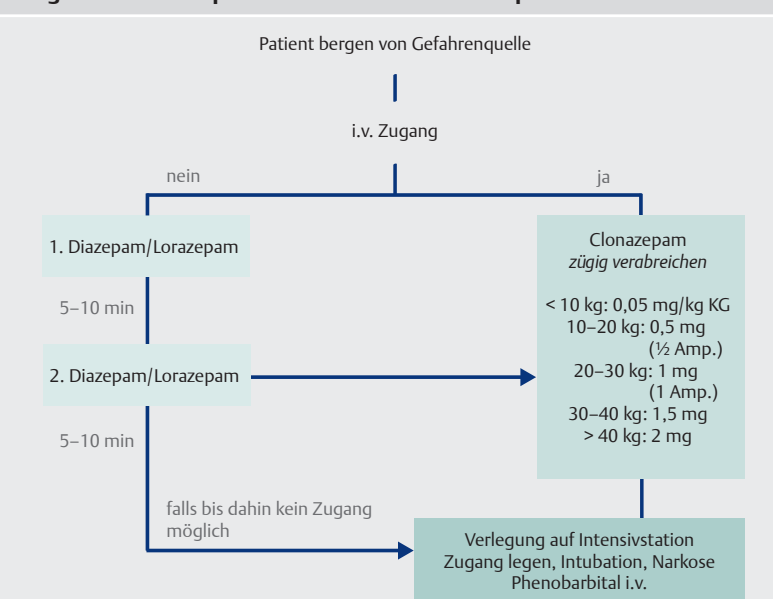 Patient bergen von Gefahrenquelle
i.v. Zugang
nein
ja
1. Diazepam/Lorazepam
5–10 min
2. Diazepam/Lorazepam
5–10 min
falls bis dahin kein Zugang
möglich
Clonazepam
zügig verabreichen
< 10 kg: 0,05 mg/kg KG
10–20 kg: 0,5 mg
(½ Amp.)
20–30 kg: 1 mg
(1 Amp.)
30–40 kg: 1,5 mg
> 40 kg: 2 mg
Verlegung auf Intensivstation
Zugang legen, Intubation, Narkose
Phenobarbital i.v.